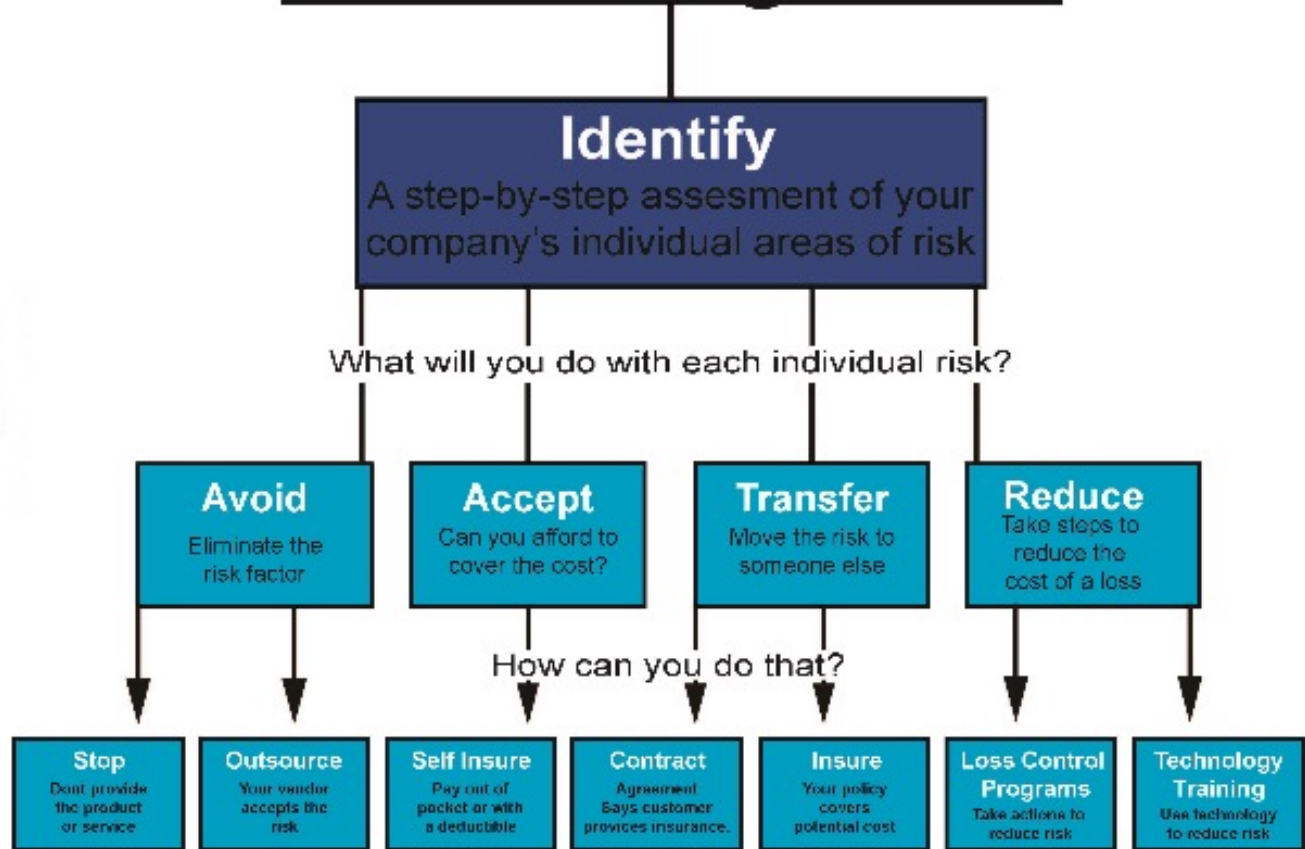 Identify
A step-by-step assesment of your
company's individual areas of risk
What will you do with each individual risk?
Avoid
Eliminate the
risk factor
Accept
Can you afford to
cover the cost?
Transfer
Move the risk to
someone else
Reduce
Take steps to
reduce the
cost of a loss
How can you do that?
Stop
Dont provide
the product
or service
Outsource
Your vendor
accepts the
risk
Self Insure
Pay out of
pocket or with
a deductible
Contract
Agreement
Says customer
provices insurance.
Insure
Your policy
covers
potential cost
Loss Control
Programs
Take actions to
reduce risk
Technology
Training
Use technology
to reduce risk